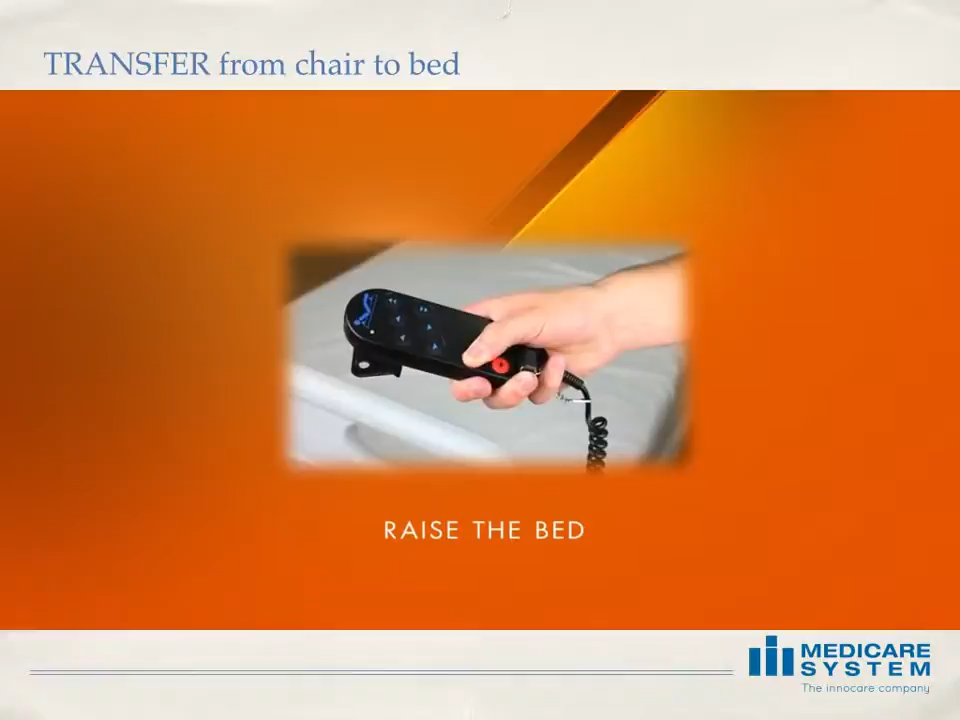 TRANSFER from chair to bed
RAISE THE BED
MEDICARE
SYSTEM
The innocare company